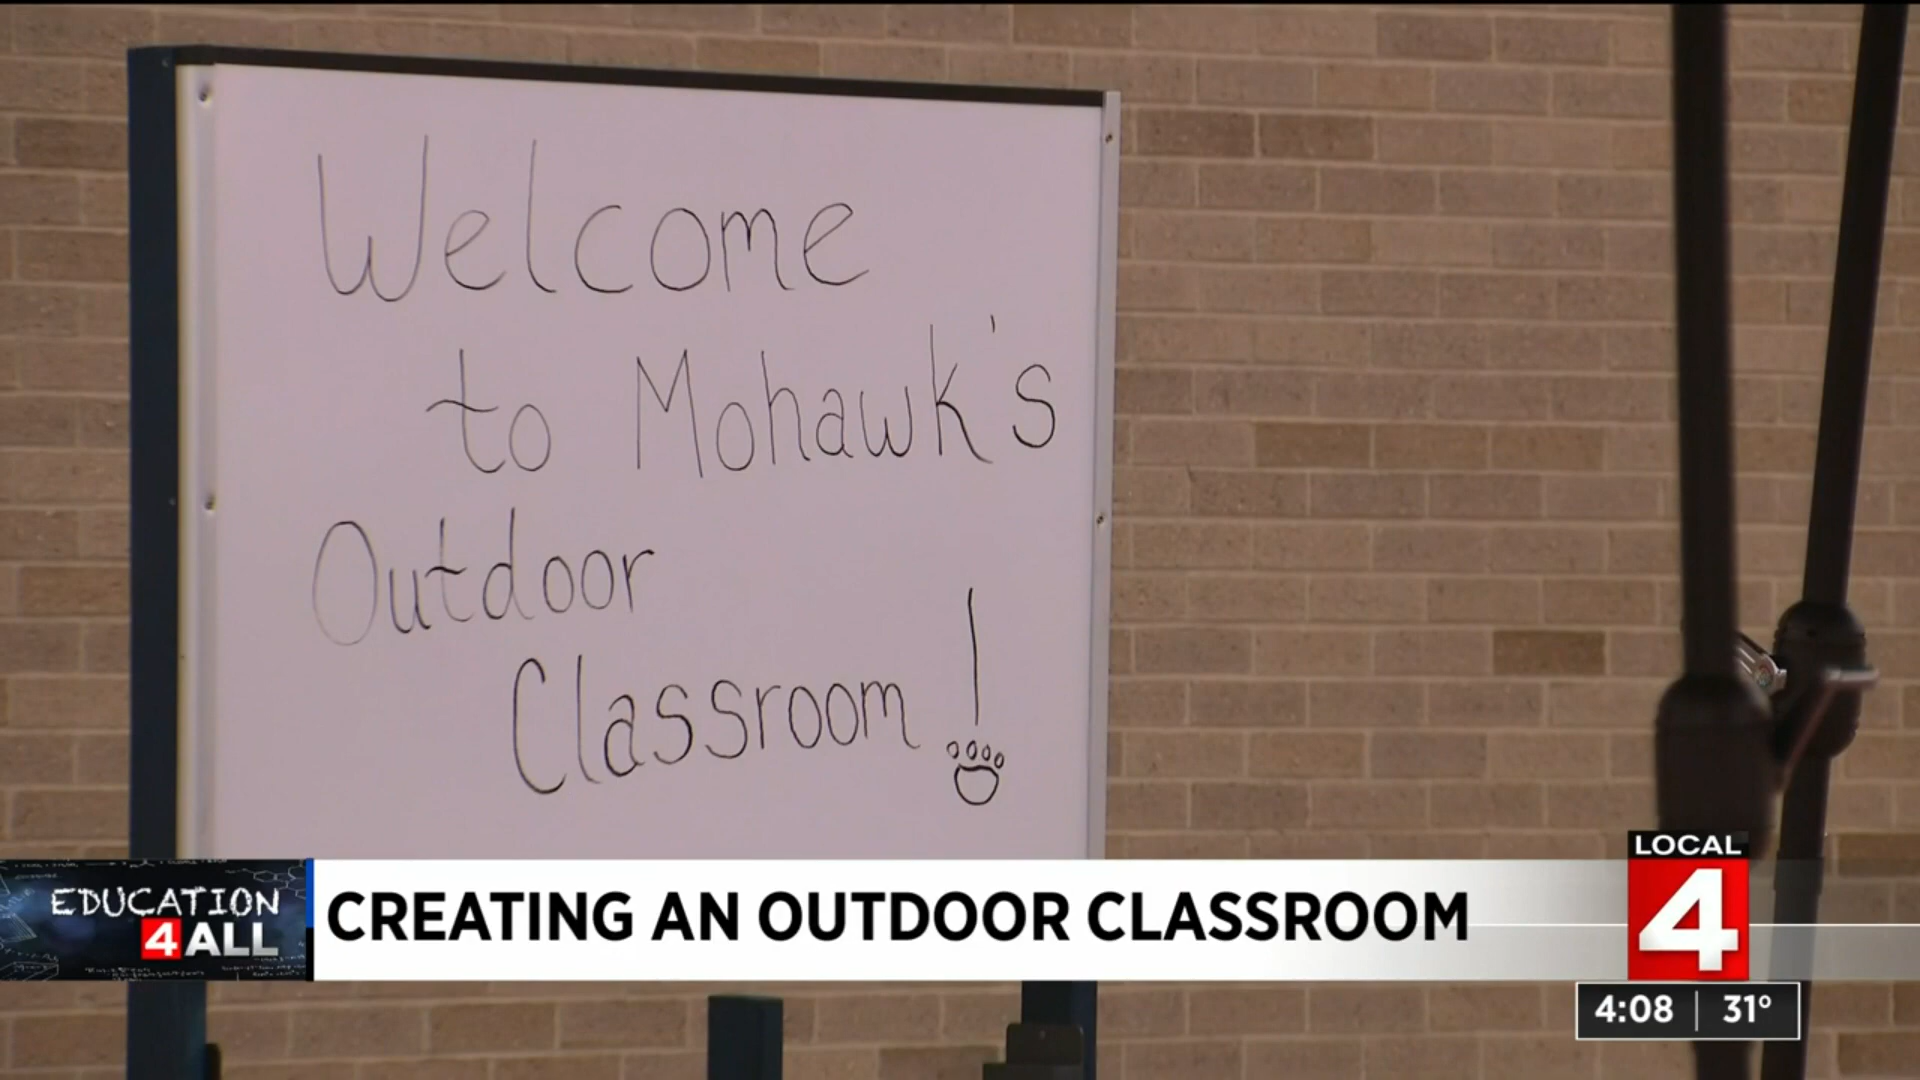 Welcome
to Mohawk's
Outdoor
Classroom!
EDUCATION
4 ALL
CREATING AN OUTDOOR CLASSROOM
LOCAL
4
4:08 31°